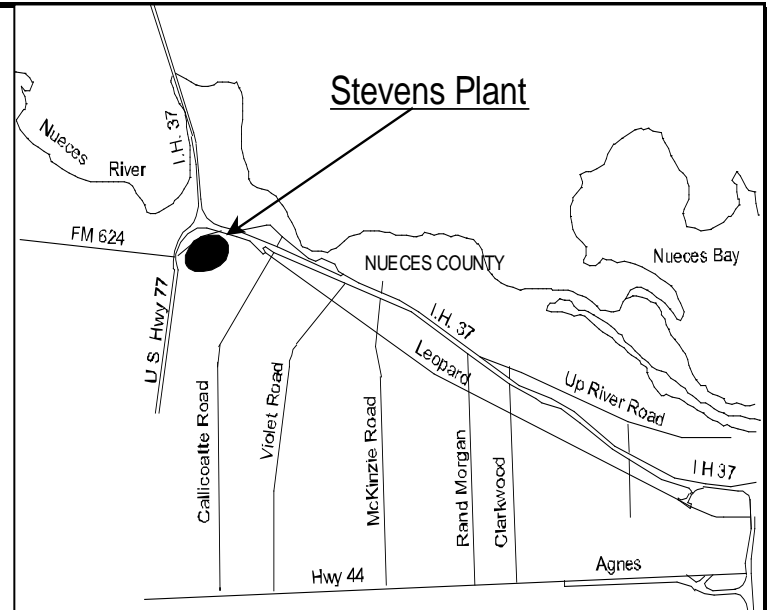 Stevens Plant
Nueces
River
I.H. 37
FM 624
Nueces Bay
NUECES COUNTY
U S Hwy 77
I.H. 37
Leopard
Up River Road
Callicoatte Road
Violet Road
McKinzie Road
Rand Morgan
Clarkwood
I H 37
Agnes
Hwy 44